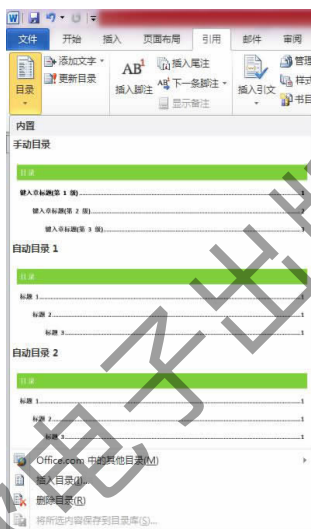 文件 开始 插入 页面布局 引用 邮件 审阅
目录
添加文字
更新目录
AB¹
插入脚注
插入尾注
下一条脚注
显示备注
插入引文
管理
样式
书目
内置
手动目录
目录
键入章标题(第 1 级)........1
键入章标题(第 2 级)........2
键入章标题(第 3 级)........3
自动目录 1
目录
标题 1........1
标题 2........1
标题 3........1
自动目录 2
目录
标题 1........1
标题 2........1
标题 3........1
Office.com 中的其他目录(M)
插入目录(I)...
删除目录(R)
将所选内容保存到目录库(S)...
电子出版